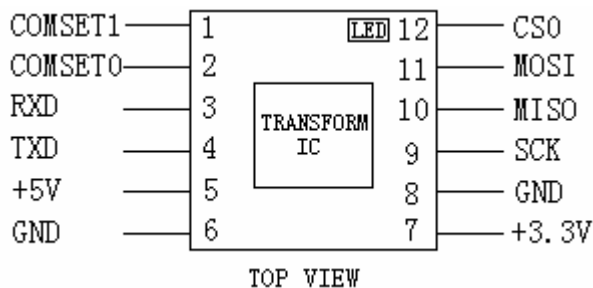 COMSET1 1 LED 12 CS0
COMSET0 2 11 MOSI
RXD 3 10 MISO
TRANSFORM
TXD 4 IC 9 SCK
+5V 5 8 GND
GND 6 7 +3.3V
TOP VIEW